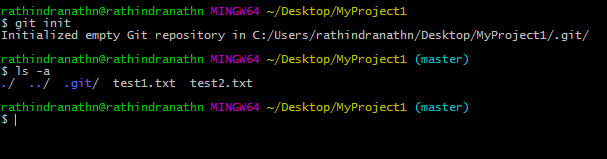 rathindranathn@rathindranathn MINGW64 ~/Desktop/MyProject1
$ git init
Initialized empty Git repository in C:/Users/rathindranathn/Desktop/MyProject1/.git/
rathindranathn@rathindranathn MINGW64 ~/Desktop/MyProject1 (master)
$ ls -a
./  ../  .git/  test1.txt  test2.txt
rathindranathn@rathindranathn MINGW64 ~/Desktop/MyProject1 (master)
$